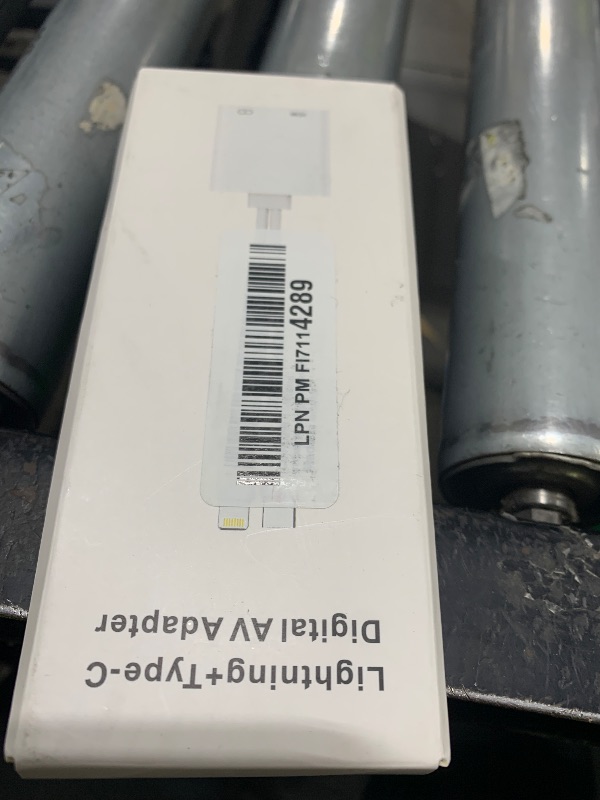 Lightning+Type-C
Digital AV Adapter
LPN PM FI7114289